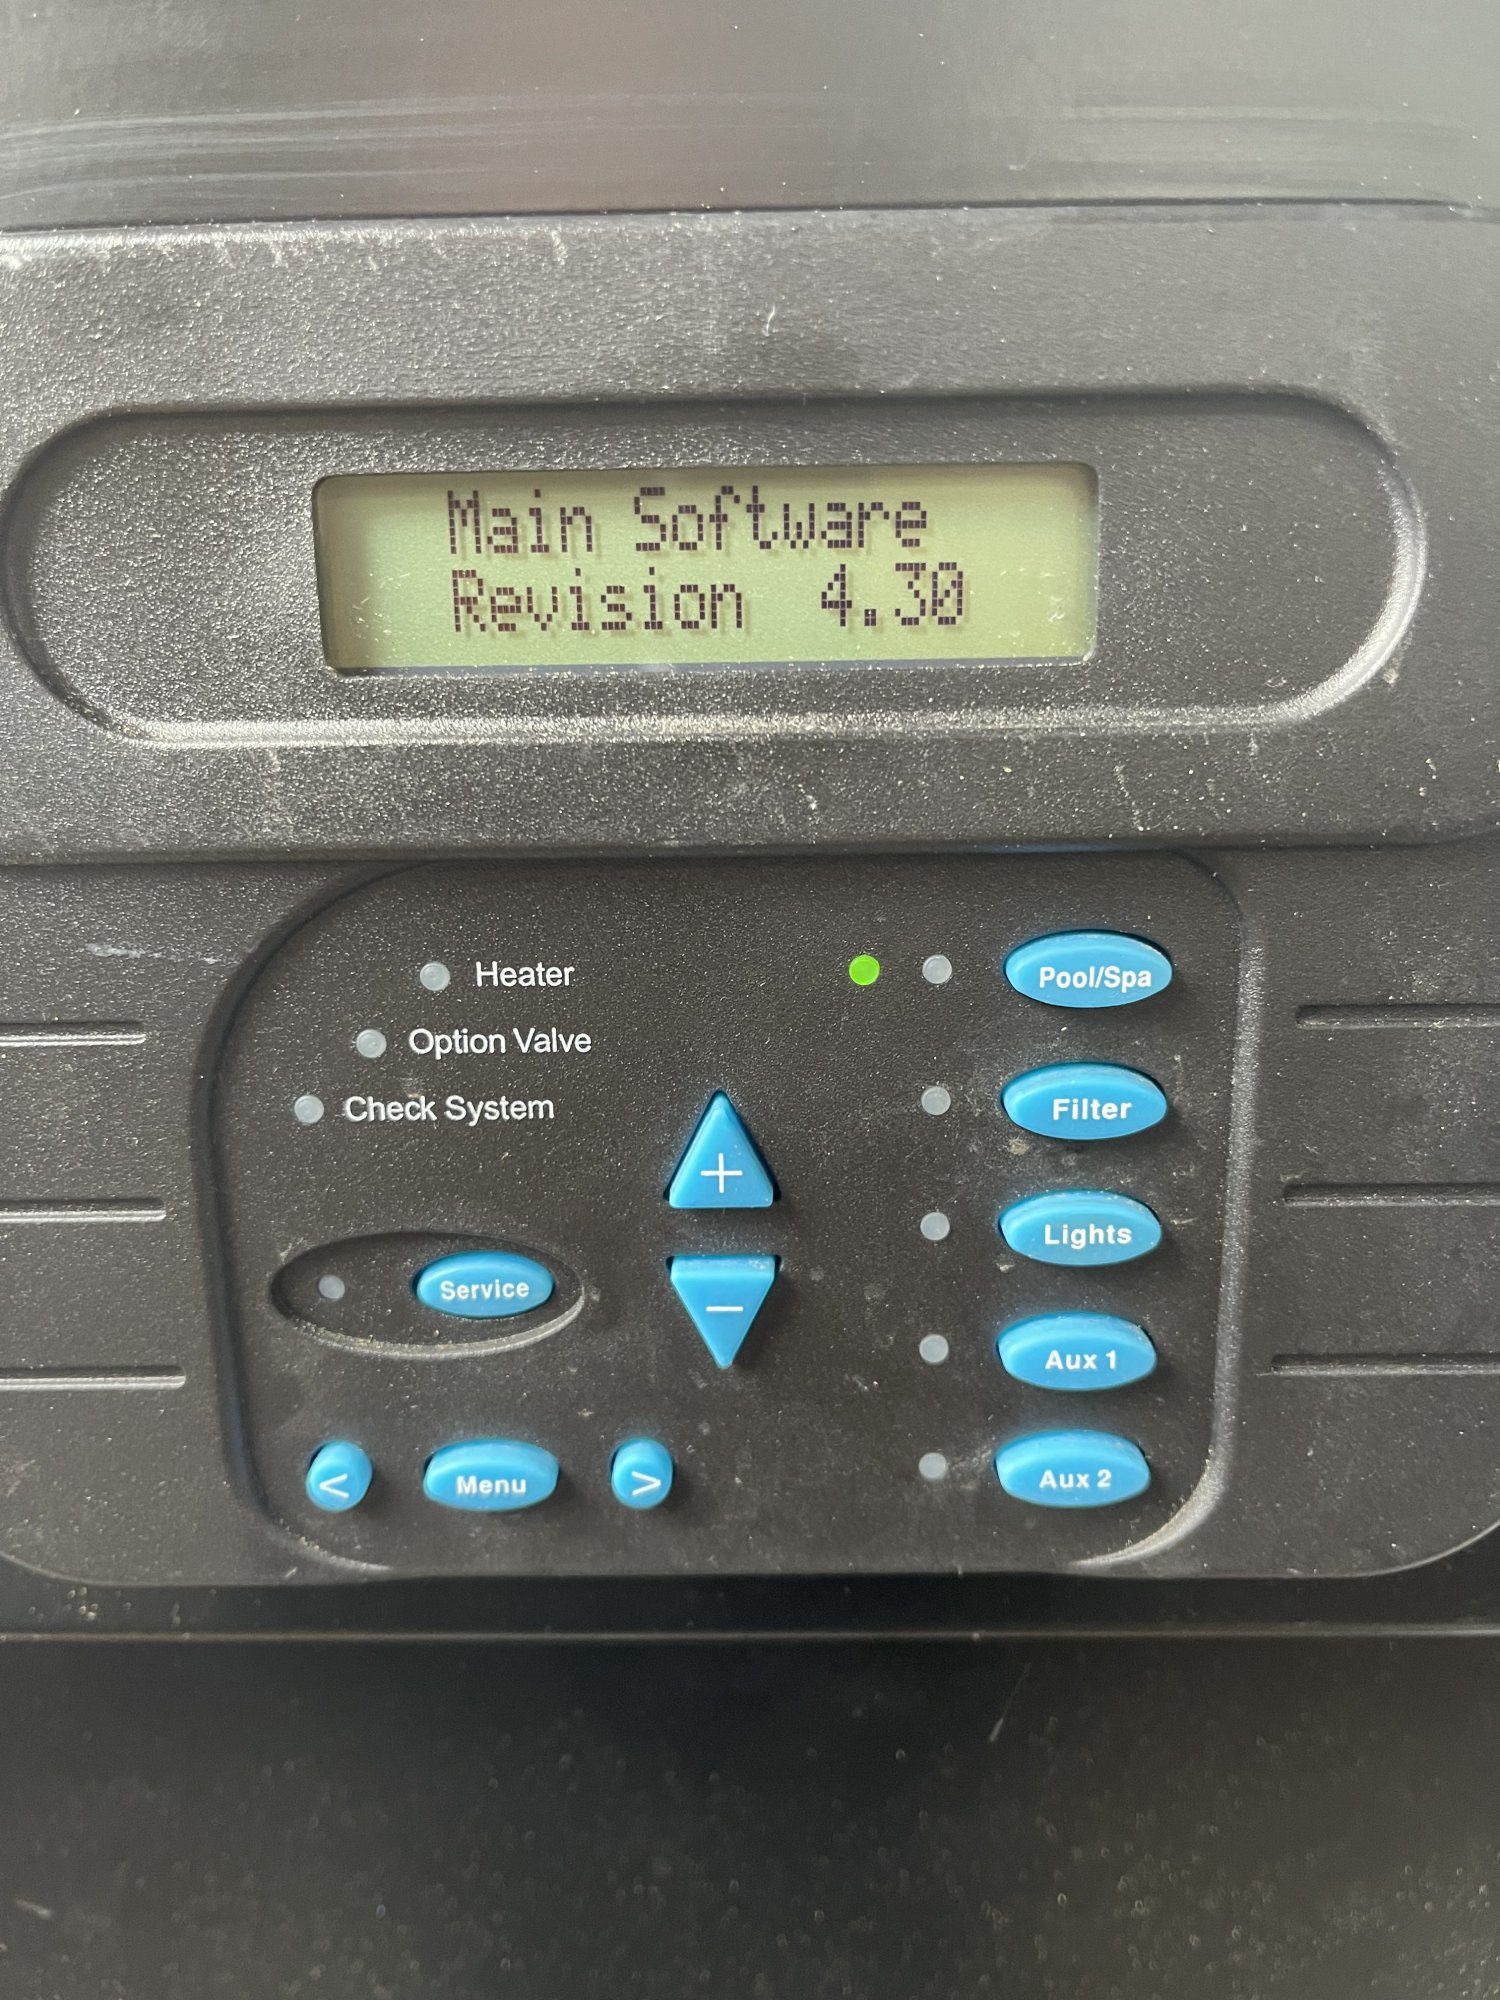 Main Software
Revision 4.30
Heater
Option Valve
Check System
Pool/Spa
Filter
Lights
Aux 1
Aux 2
+
−
Service
<
Menu
>